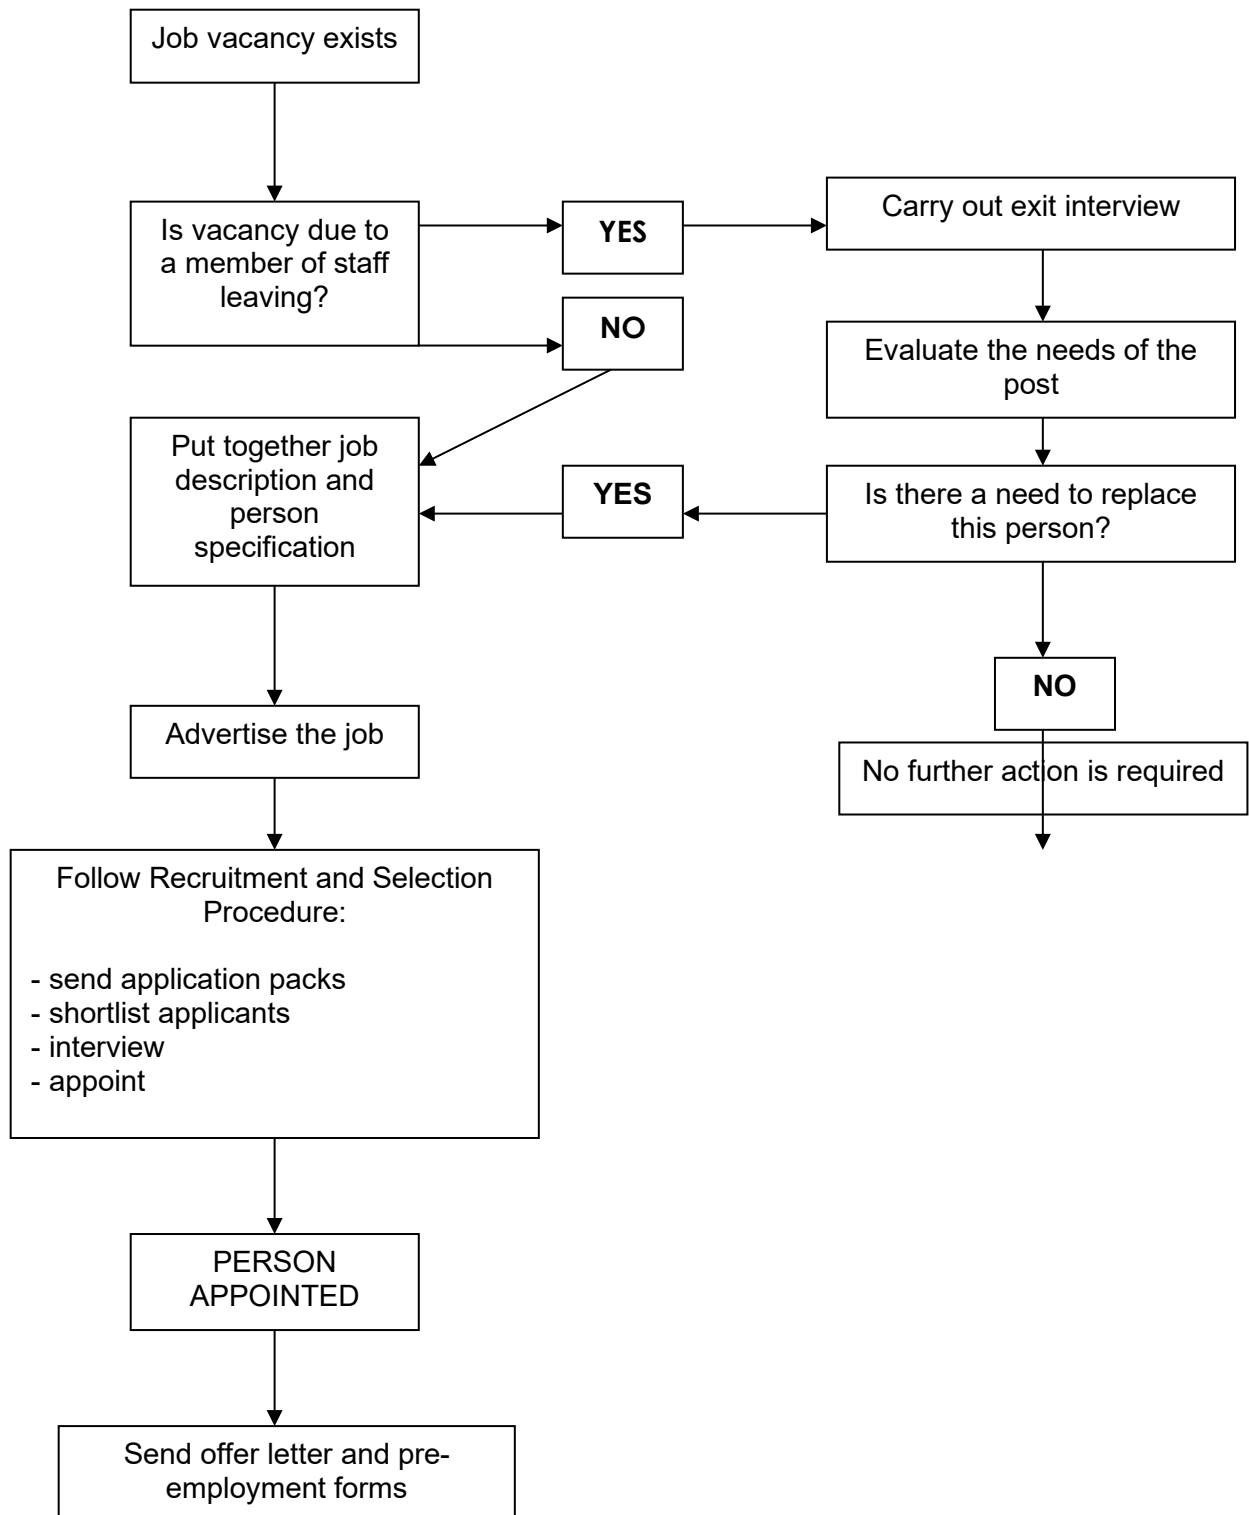 Job vacancy exists
Is vacancy due to
a member of staff
leaving?
YES
Carry out exit interview
NO
Evaluate the needs of the
post
Put together job
description and
person
specification
YES
Is there a need to replace
this person?
NO
Advertise the job
No further action is required
Follow Recruitment and Selection
Procedure:
- send application packs
- shortlist applicants
- interview
- appoint
PERSON
APPOINTED
Send offer letter and pre-
employment forms